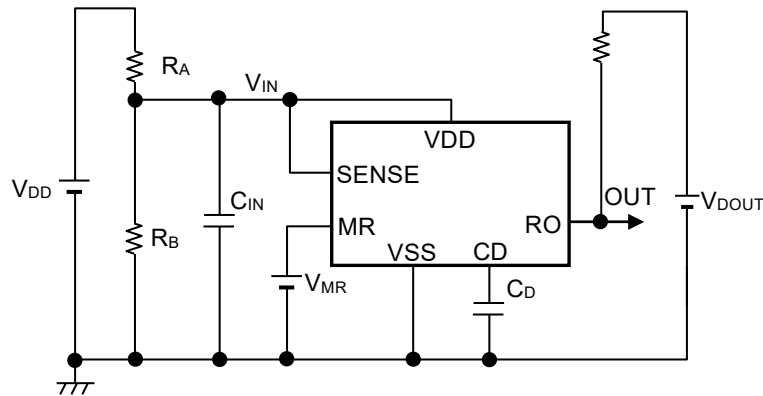 RA
VIN
VDD
SENSE
VDD
CIN
OUT
VDOUT
RB
MR
RO
VSS
CD
VMR
CD